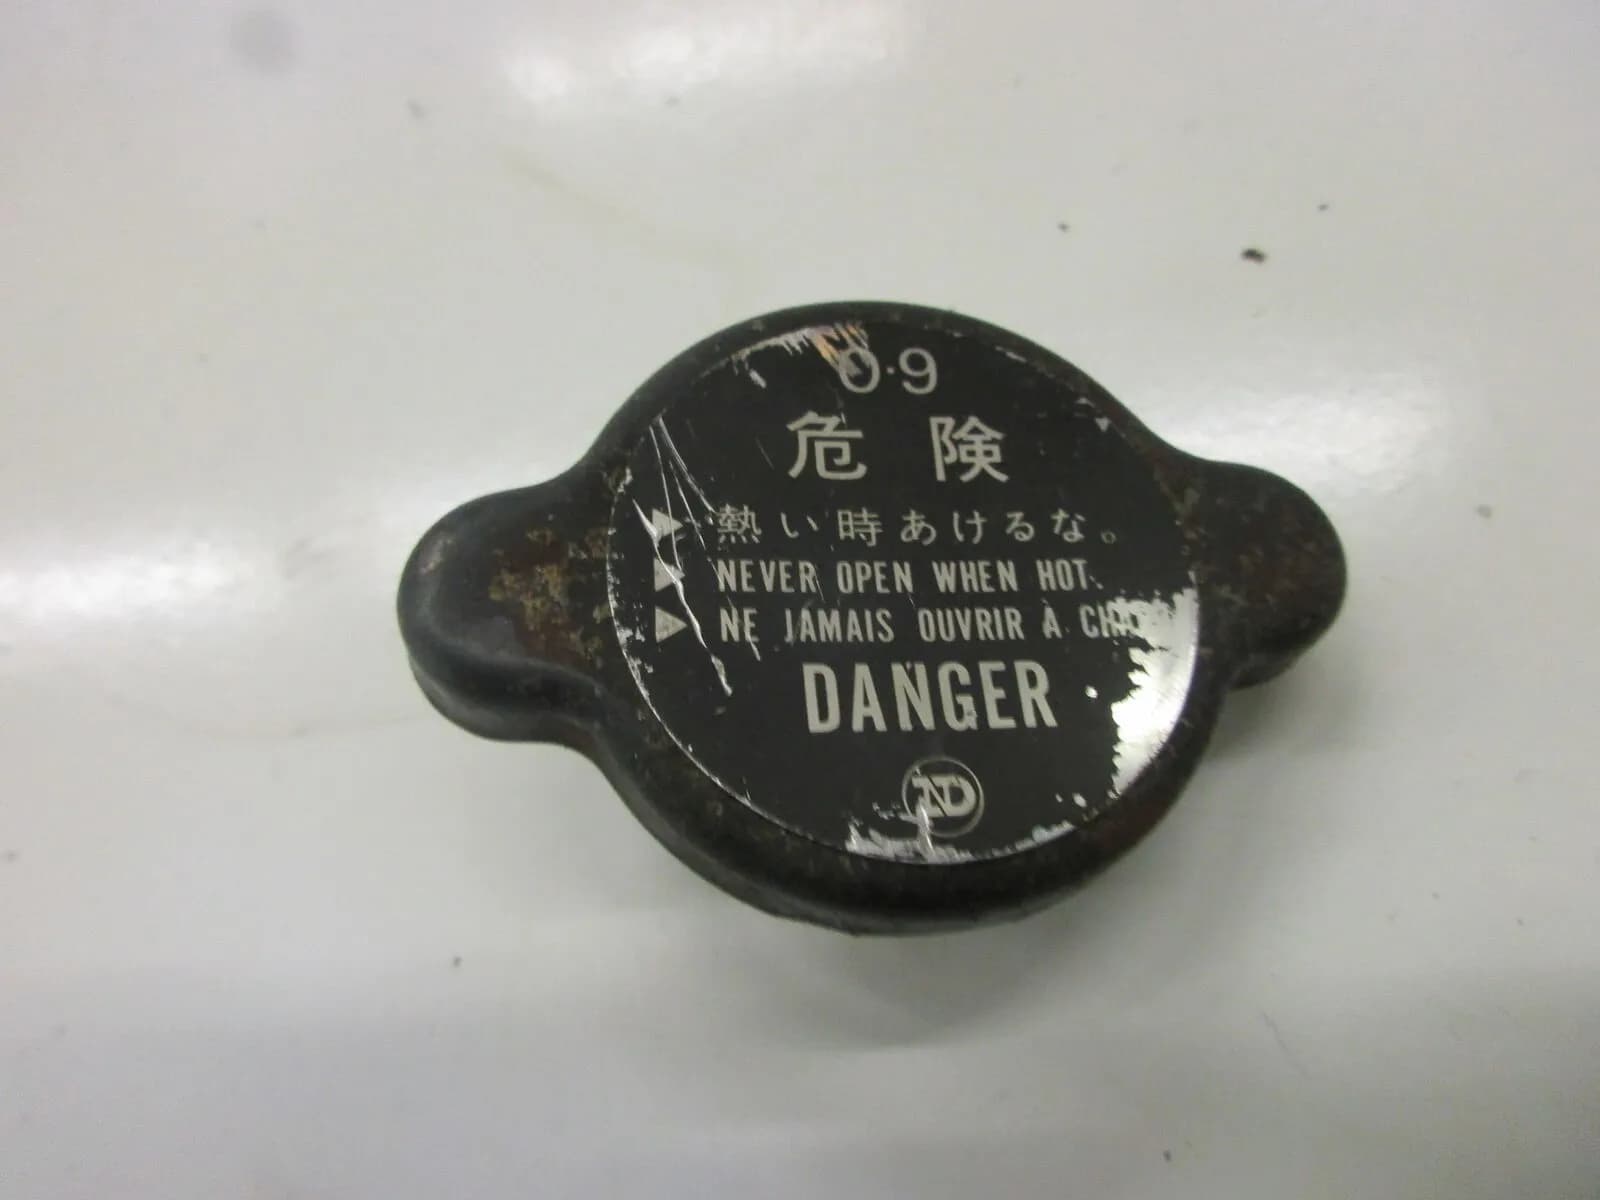 0·9
危険
熱い時あけるな。
NEVER OPEN WHEN HOT.
NE JAMAIS OUVRIR À
DANGER
ND